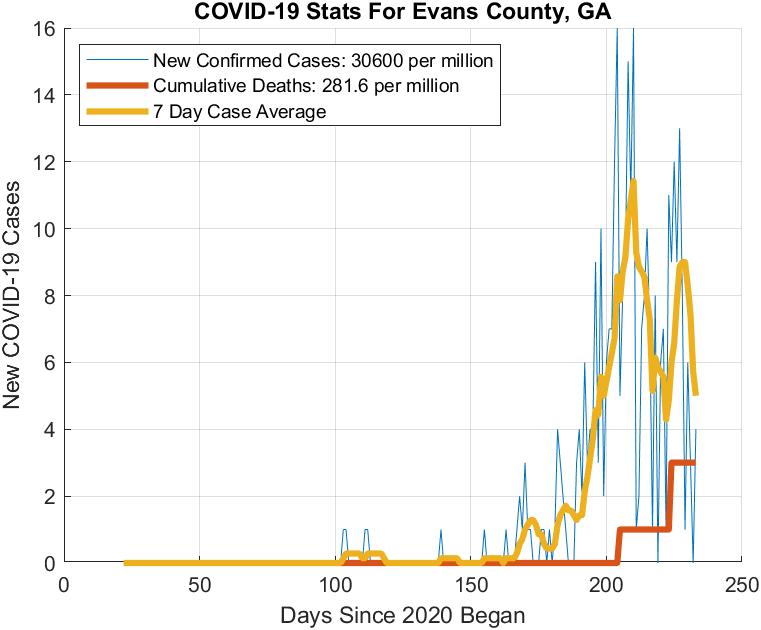 COVID-19 Stats For Evans County, GA
New Confirmed Cases: 30600 per million
Cumulative Deaths: 281.6 per million
7 Day Case Average
New COVID-19 Cases
16
14
12
10
8
6
4
2
0
0 50 100 150 200 250
Days Since 2020 Began